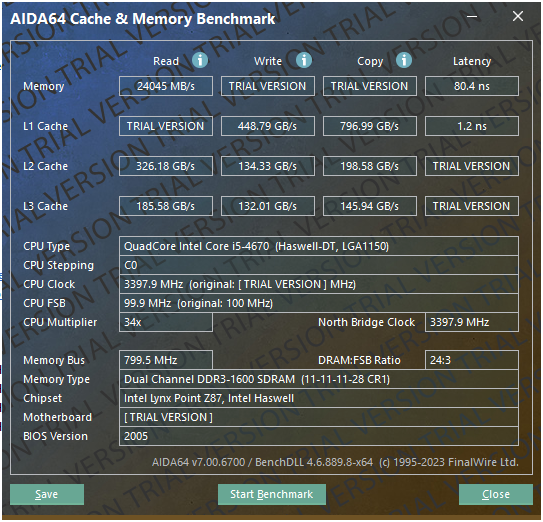 AIDA64 Cache & Memory Benchmark
Read Write Copy Latency
Memory 24045 MB/s TRIAL VERSION TRIAL VERSION 80.4 ns
L1 Cache TRIAL VERSION 448.79 GB/s 796.99 GB/s 1.2 ns
L2 Cache 326.18 GB/s 134.33 GB/s 198.58 GB/s TRIAL VERSION
L3 Cache 185.58 GB/s 132.01 GB/s 145.94 GB/s TRIAL VERSION
CPU Type QuadCore Intel Core i5-4670 (Haswell-DT, LGA1150)
CPU Stepping C0
CPU Clock 3397.9 MHz (original: [ TRIAL VERSION ] MHz)
CPU FSB 99.9 MHz (original: 100 MHz)
CPU Multiplier 34x North Bridge Clock 3397.9 MHz
Memory Bus 799.5 MHz DRAM:FSB Ratio 24:3
Memory Type Dual Channel DDR3-1600 SDRAM (11-11-11-28 CR1)
Chipset Intel Lynx Point Z87, Intel Haswell
Motherboard [ TRIAL VERSION ]
BIOS Version 2005
AIDA64 v7.00.6700 / BenchDLL 4.6.889.8-x64 (c) 1995-2023 FinalWire Ltd.
Save Start Benchmark Close